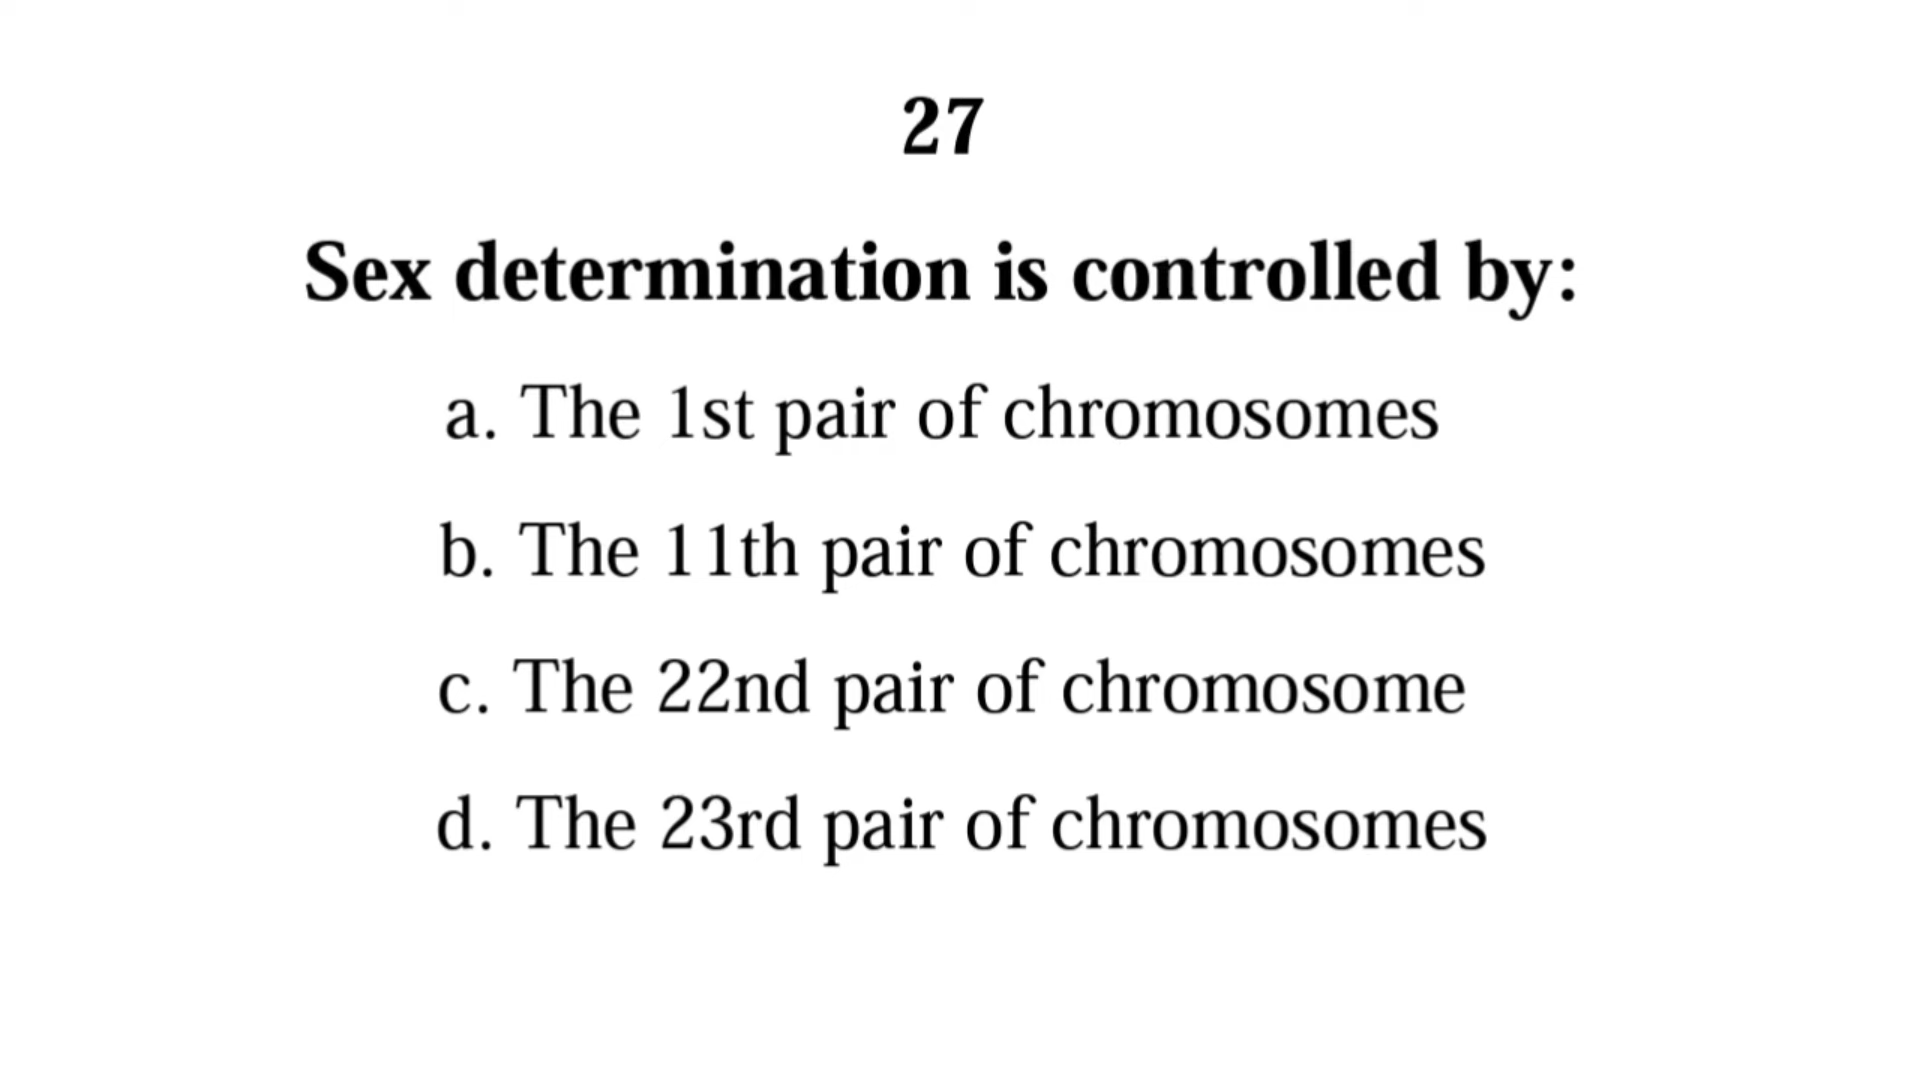 27
Sex determination is controlled by:
a. The 1st pair of chromosomes
b. The 11th pair of chromosomes
c. The 22nd pair of chromosome
d. The 23rd pair of chromosomes